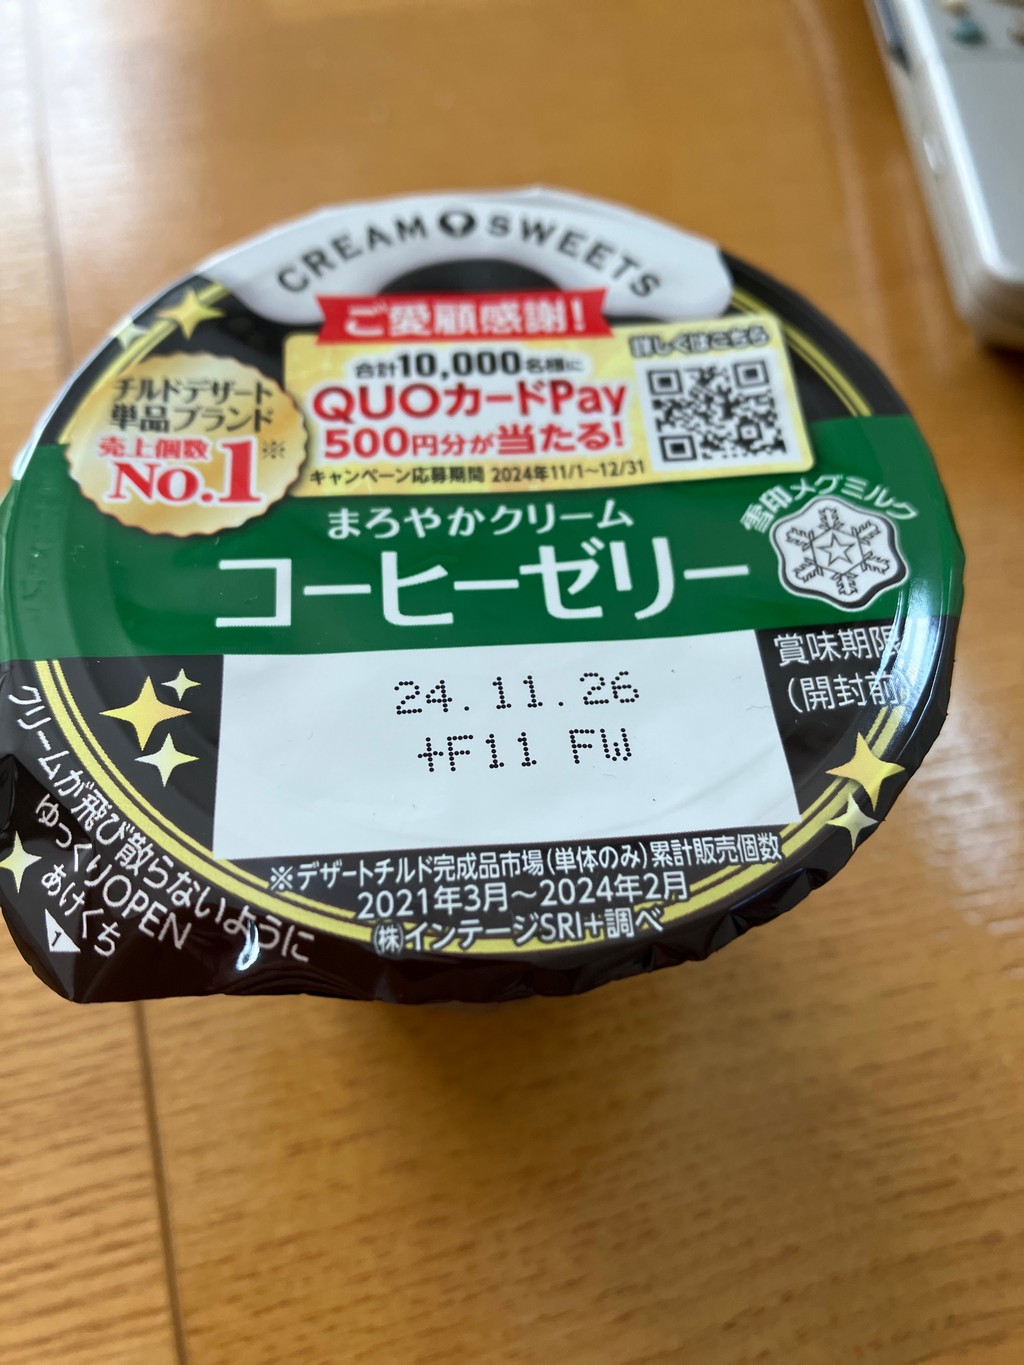 CREAM SWEETS
ご愛顧感謝!
合計10,000名様に
QUOカードPay
500円分が当たる!
キャンペーン応募期間 2024年11/1~12/31
詳しくはこちら
チルドデザート
単品ブランド
売上個数
No.1※
まろやかクリーム
コーヒーゼリー
雪印メグミルク
賞味期限
(開封前)
24.11.26
+F11 FW
※デザートチルド完成品市場(単体のみ)累計販売個数
2021年3月～2024年2月
㈱インテージSRI+調べ
クリームが飛び散らないように
ゆっくりOPEN
あけくち
1